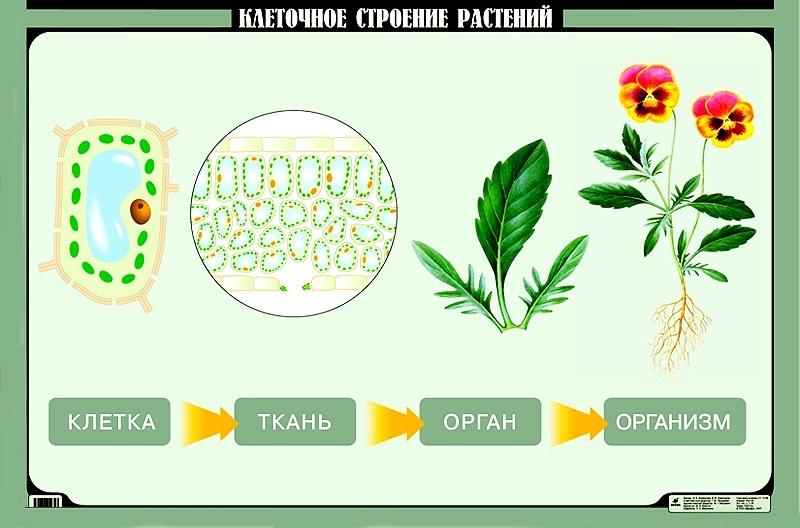 КЛЕТОЧНОЕ СТРОЕНИЕ РАСТЕНИЙ
КЛЕТКА
ТКАНЬ
ОРГАН
ОРГАНИЗМ